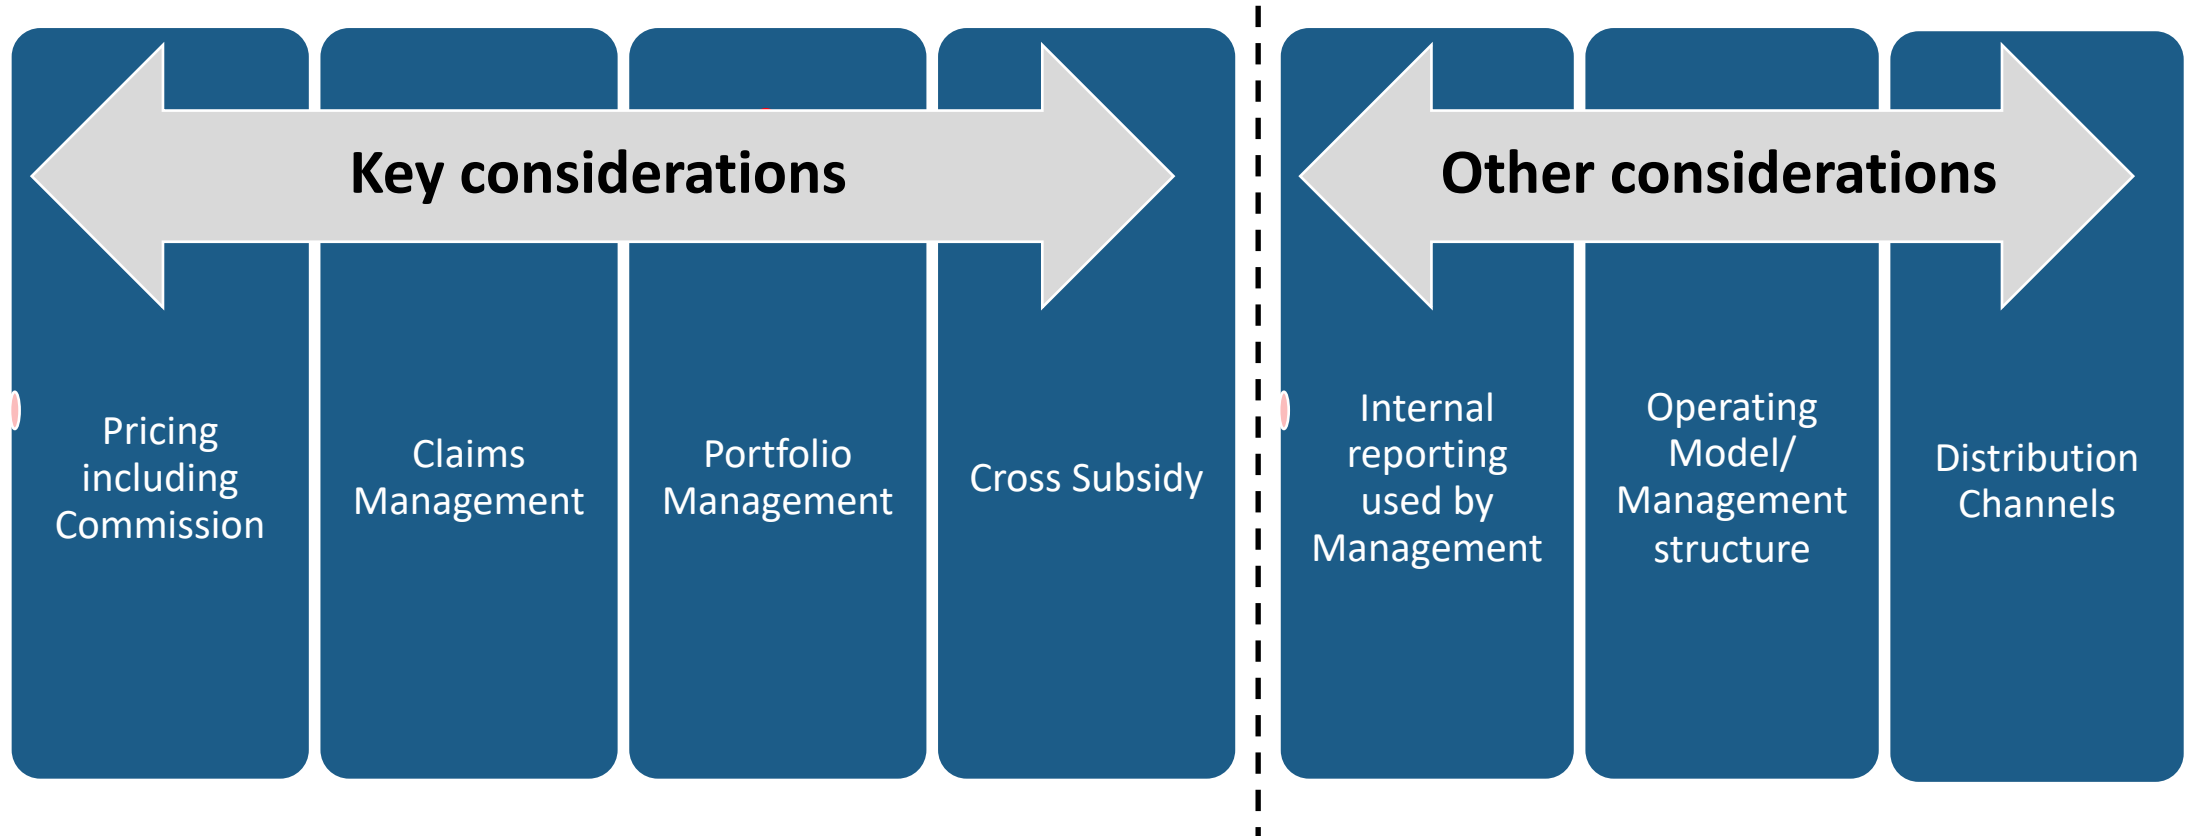 Key considerations
Other considerations
Pricing
including
Commission
Claims
Management
Portfolio
Management
Cross Subsidy
Internal
reporting
used by
Management
Operating
Model/
Management
structure
Distribution
Channels